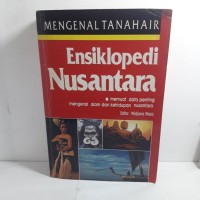 MENGENAL TANAHAIR
Ensiklopedi
Nusantara
memuat data penting
mengenai alam dan kehidupan nusantara